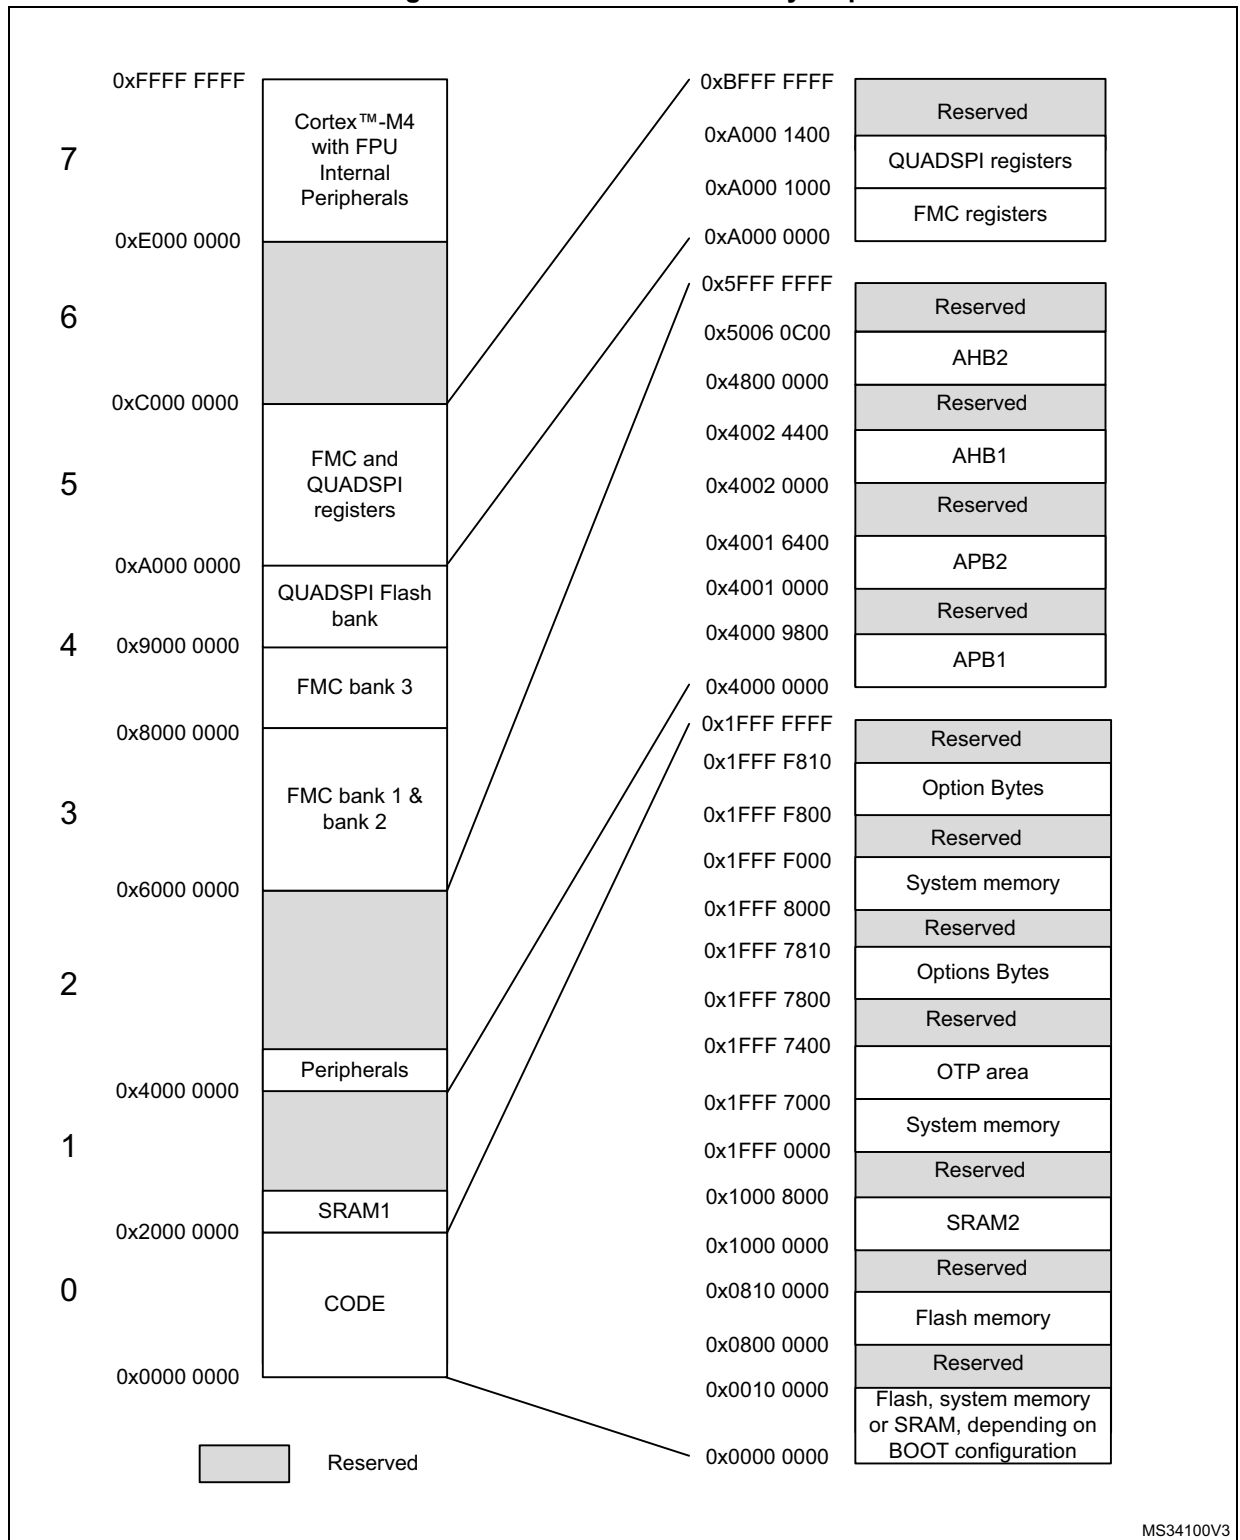 0xFFFF FFFF
7
Cortex™-M4
with FPU
Internal
Peripherals
0xE000 0000
6
0xC000 0000
5
FMC and
QUADSPI
registers
0xA000 0000
QUADSPI Flash
bank
4
0x9000 0000
FMC bank 3
0x8000 0000
3
FMC bank 1 &
bank 2
0x6000 0000
2
Peripherals
0x4000 0000
1
SRAM1
0x2000 0000
0
CODE
0x0000 0000
Reserved
0xBFFF FFFF
Reserved
0xA000 1400
QUADSPI registers
0xA000 1000
FMC registers
0xA000 0000
0x5FFF FFFF
Reserved
0x5006 0C00
AHB2
0x4800 0000
Reserved
0x4002 4400
AHB1
0x4002 0000
Reserved
0x4001 6400
APB2
0x4001 0000
Reserved
0x4000 9800
APB1
0x4000 0000
0x1FFF FFFF
Reserved
0x1FFF F810
Option Bytes
0x1FFF F800
Reserved
0x1FFF F000
System memory
0x1FFF 8000
Reserved
0x1FFF 7810
Options Bytes
0x1FFF 7800
Reserved
0x1FFF 7400
OTP area
0x1FFF 7000
System memory
0x1FFF 0000
Reserved
0x1000 8000
SRAM2
0x1000 0000
Reserved
0x0810 0000
Flash memory
0x0800 0000
Reserved
0x0010 0000
Flash, system memory
or SRAM, depending on
BOOT configuration
0x0000 0000
MS34100V3